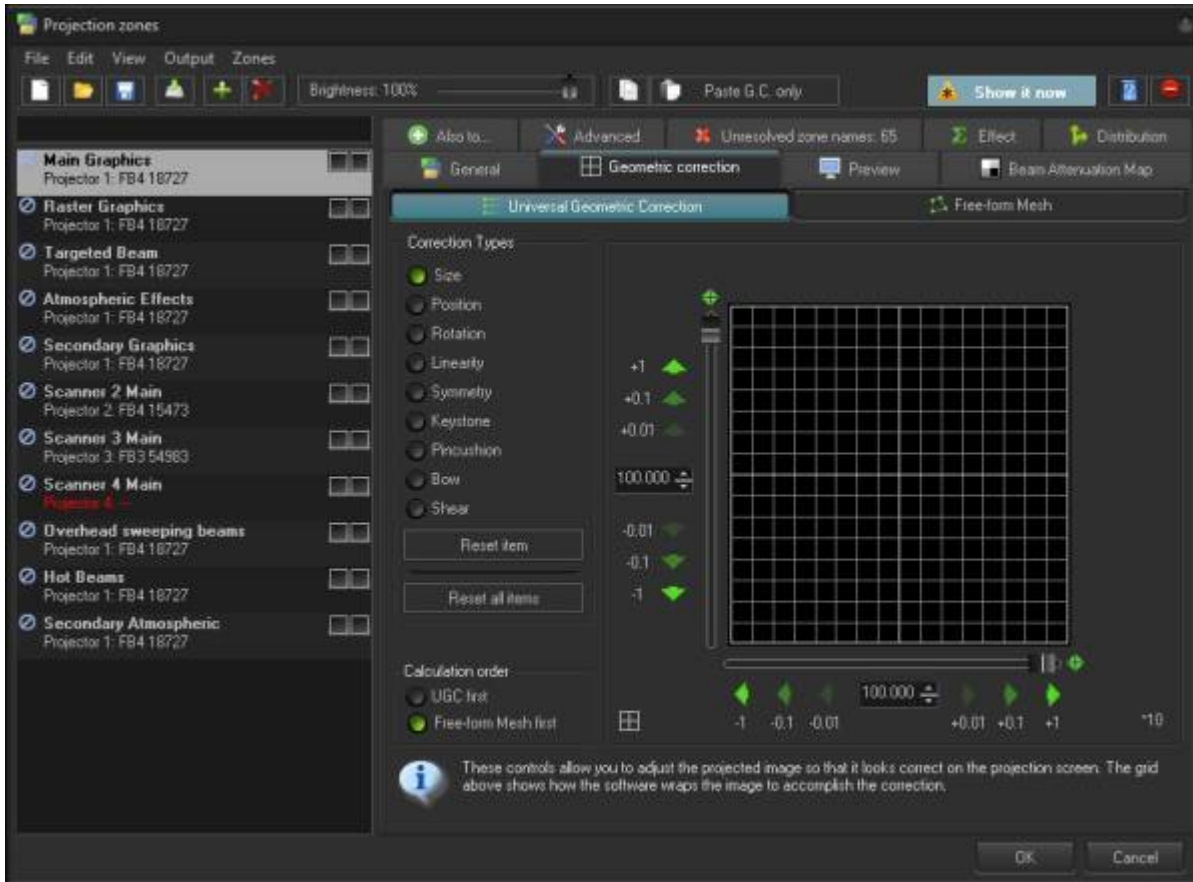 Projection zones
File Edit View Output Zones
Brightness: 100% Paste G.C. only Show it now
Also to... Advanced Unresolved zone names: 65 Effect Distribution
General Geometric correction Preview Beam Attenuation Map
Universal Geometric Correction Free-form Mesh
Main Graphics
Projector 1: FB4 18727
Raster Graphics
Projector 1: FB4 18727
Targeted Beam
Projector 1: FB4 18727
Atmospheric Effects
Projector 1: FB4 18727
Secondary Graphics
Projector 1: FB4 18727
Scanner 2 Main
Projector 2: FB4 15473
Scanner 3 Main
Projector 3: FB3 54983
Scanner 4 Main
Projector 4: --
Overhead sweeping beams
Projector 1: FB4 18727
Hot Beams
Projector 1: FB4 18727
Secondary Atmospheric
Projector 1: FB4 18727
Correction Types
Size
Position
Rotation
Linearity
Symmetry
Keystone
Pincushion
Bow
Shear
Reset item
Reset all items
Calculation order
UGC first
Free-form Mesh first
+1
+0.1
+0.01
100.000
-0.01
-0.1
-1
100.000
-1 -0.1 -0.01 +0.01 +0.1 +1 *10
These controls allow you to adjust the projected image so that it looks correct on the projection screen. The grid
above shows how the software wraps the image to accomplish the correction.
OK Cancel